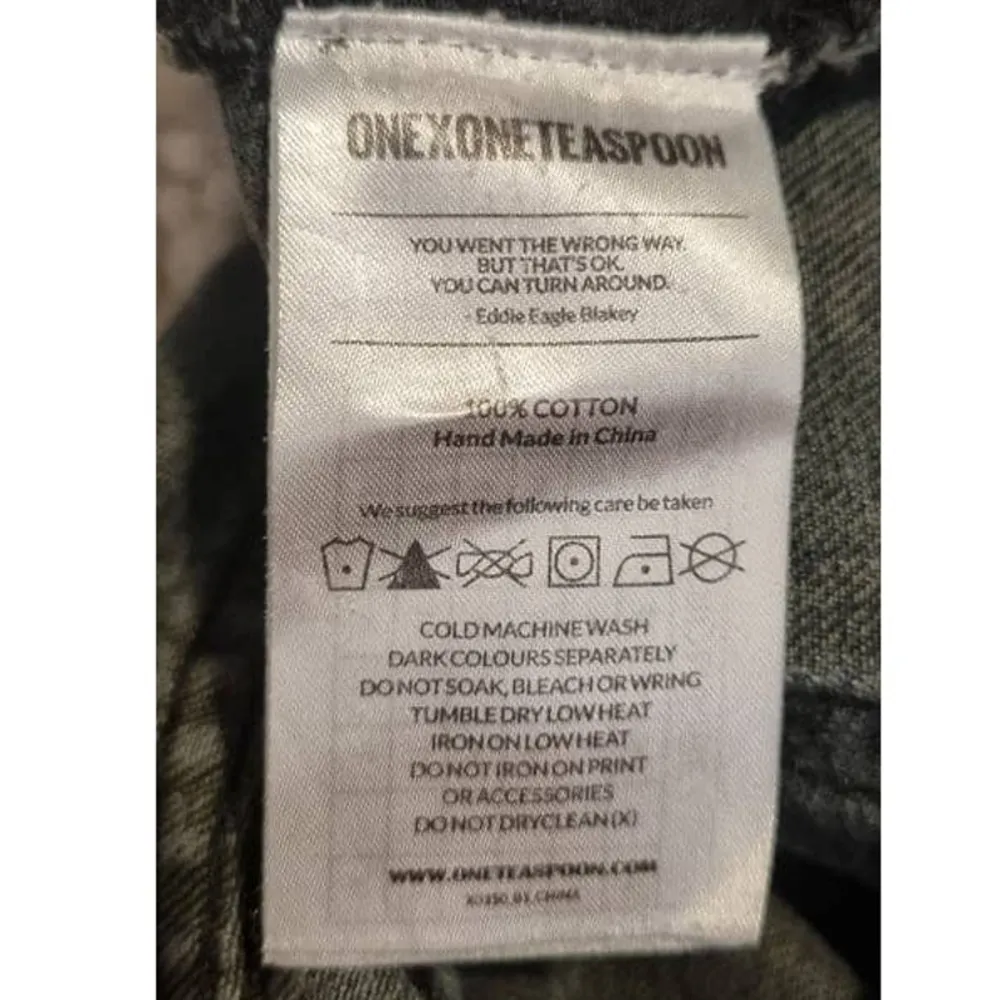 ONEXONETEASPOON
YOU WENT THE WRONG WAY.
BUT THAT'S OK.
YOU CAN TURN AROUND.
- Eddie Eagle Blakey
100% COTTON
Hand Made in China
We suggest the following care be taken
COLD MACHINE WASH
DARK COLOURS SEPARATELY
DO NOT SOAK, BLEACH OR WRING
TUMBLE DRY LOW HEAT
IRON ON LOW HEAT
DO NOT IRON ON PRINT
OR ACCESSORIES
DO NOT DRYCLEAN (X)
WWW.ONETEASPOON.COM
CHINA